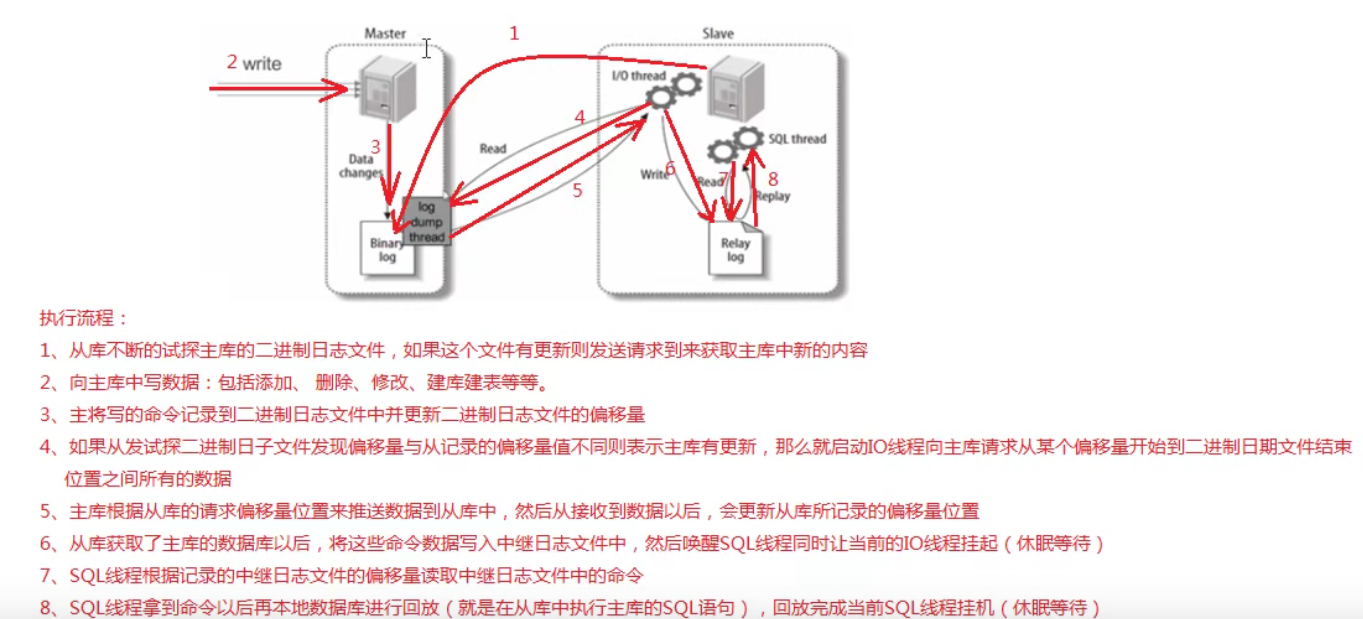 Master
1
Slave
2 write
I/O thread
4
3
Data
changes
Read
SQL thread
5
Write
6
Read
7
8
Replay
log
dump
thread
Binary
log
Relay
log
执行流程：
1、从库不断的试探主库的二进制日志文件，如果这个文件有更新则发送请求到来获取主库中新的内容
2、向主库中写数据：包括添加、 删除、修改、建库建表等等。
3、主将写的命令记录到二进制日志文件中并更新二进制日志文件的偏移量
4、如果从发试探二进制日子文件发现偏移量与从记录的偏移量值不同则表示主库有更新，那么就启动IO线程向主库请求从某个偏移量开始到二进制日期文件结束
位置之间所有的数据
5、主库根据从库的请求偏移量位置来推送数据到从库中，然后从接收到数据以后，会更新从库所记录的偏移量位置
6、从库获取了主库的数据库以后，将这些命令数据写入中继日志文件中，然后唤醒SQL线程同时让当前的IO线程挂起（休眠等待）
7、SQL线程根据记录的中继日志文件的偏移量读取中继日志文件中的命令
8、SQL线程拿到命令以后再本地数据库进行回放（就是在从库中执行主库的SQL语句），回放完成当前SQL线程挂机（休眠等待）